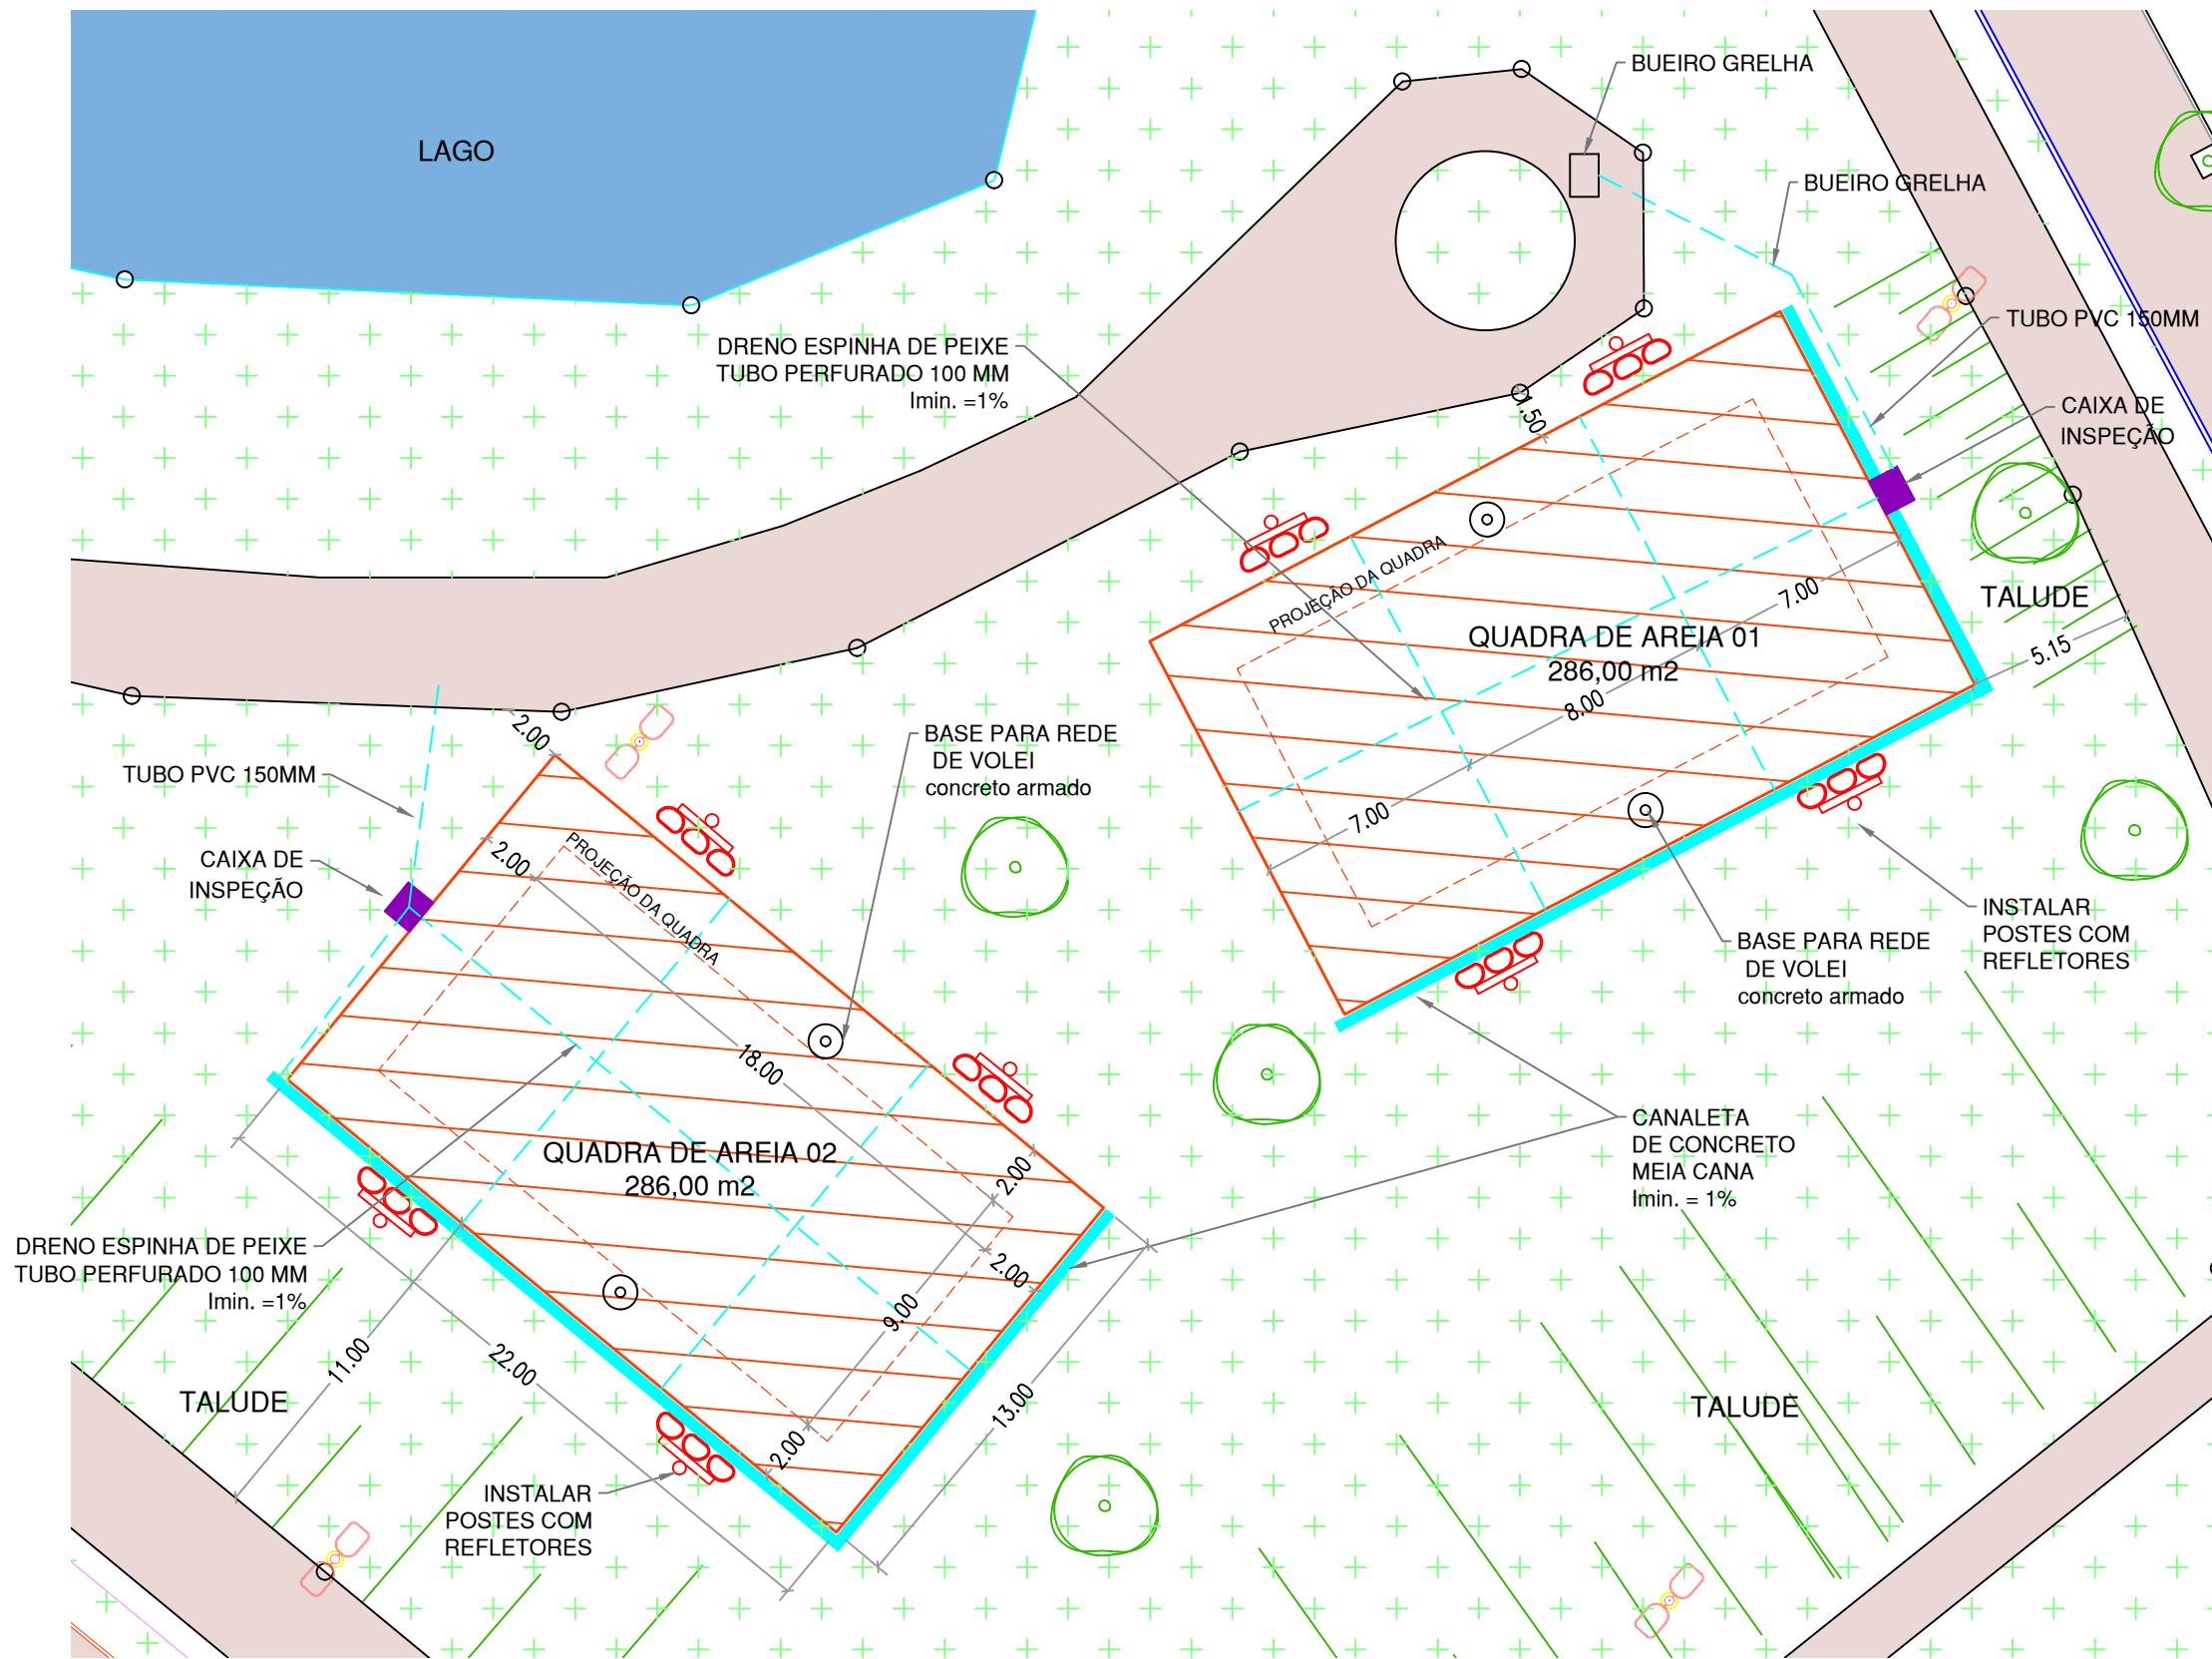 LAGO
BUEIRO GRELHA
BUEIRO GRELHA
TUBO PVC 150MM
CAIXA DE
INSPEÇÃO
DRENO ESPINHA DE PEIXE
TUBO PERFURADO 100 MM
Imin. =1%
1.50
PROJEÇÃO DA QUADRA
QUADRA DE AREIA 01
286,00 m2
7.00
8.00
7.00
TALUDE
5.15
2.00
TUBO PVC 150MM
CAIXA DE
INSPEÇÃO
BASE PARA REDE
DE VOLEI
concreto armado
2.00
PROJEÇÃO DA QUADRA
18.00
INSTALAR
POSTES COM
REFLETORES
BASE PARA REDE
DE VOLEI
concreto armado
QUADRA DE AREIA 02
286,00 m2
2.00
2.00
9.00
2.00
CANALETA
DE CONCRETO
MEIA CANA
Imin. = 1%
DRENO ESPINHA DE PEIXE
TUBO PERFURADO 100 MM
Imin. =1%
11.00
22.00
13.00
TALUDE
TALUDE
INSTALAR
POSTES COM
REFLETORES